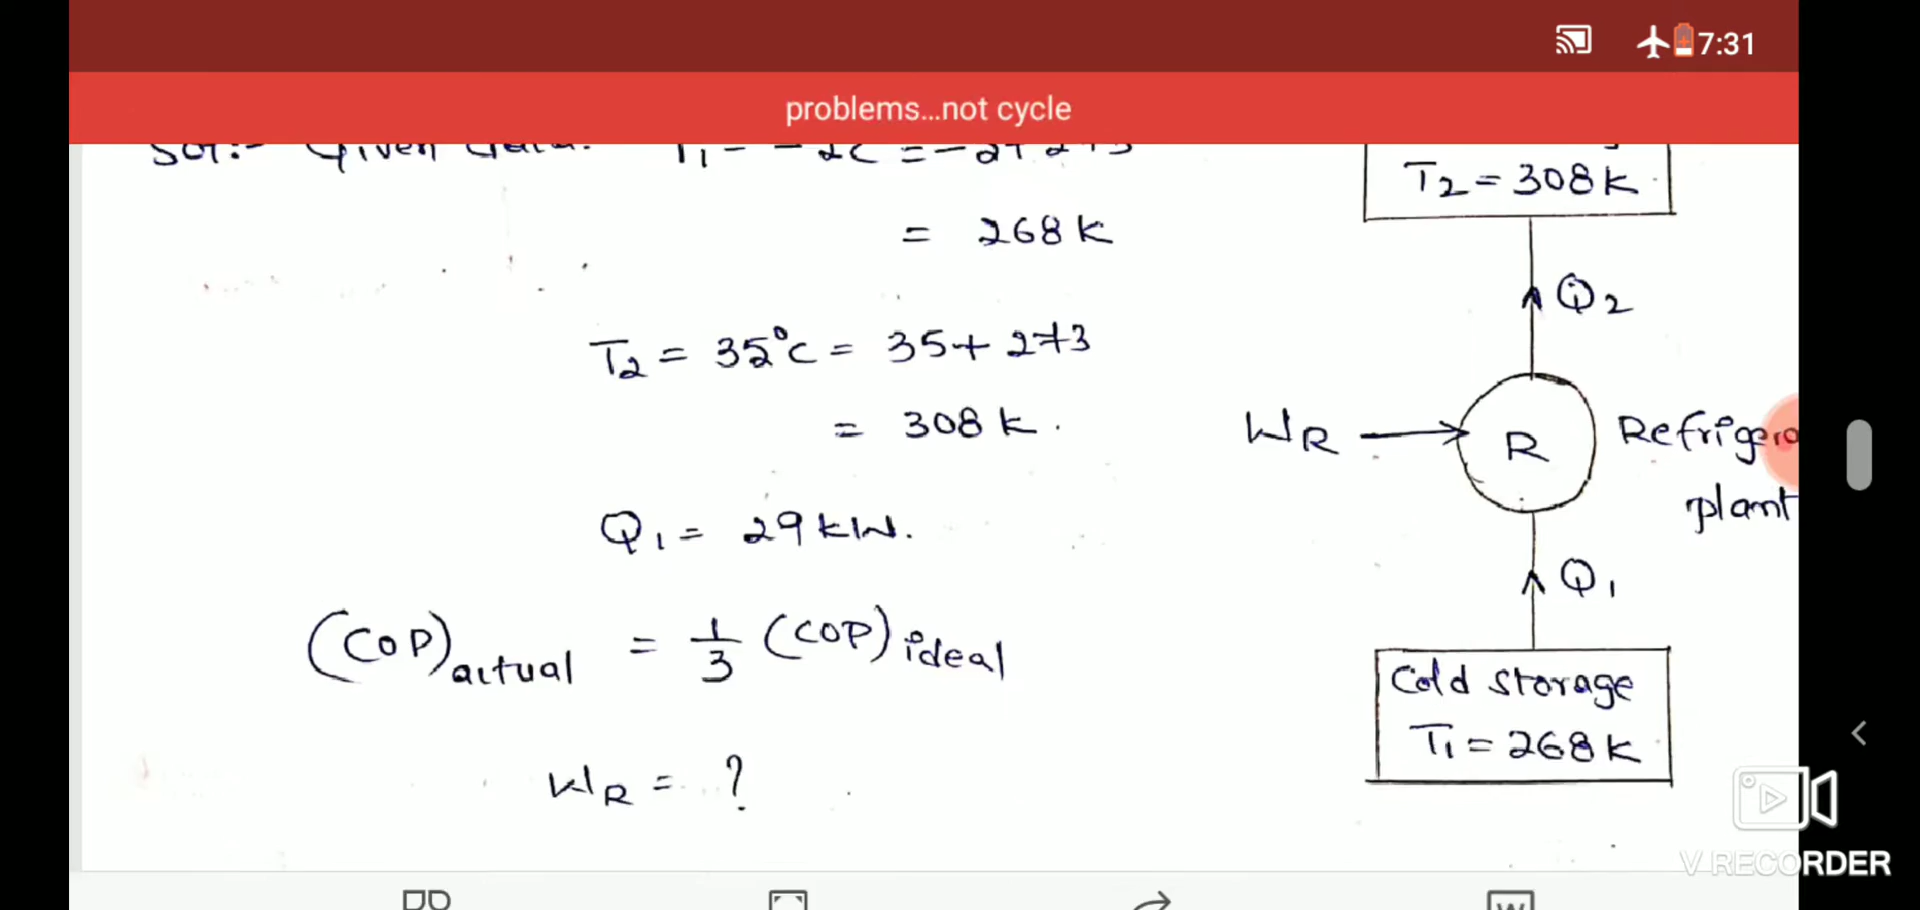 7:31
problems...not cycle
= 268 K
T2 = 308 K
T2 = 35°C = 35 + 273
= 308 K.
Q1 = 29 kW.
(COP)actual = 1/3 (COP)ideal
WR = ?
Q2
WR
R
plant
Q1
Cold storage
T1 = 268 K
V RECORDER